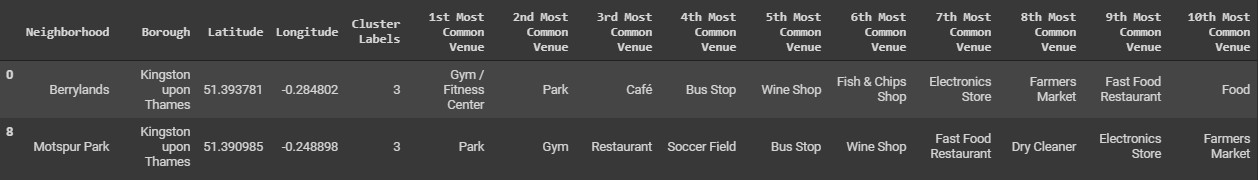 Neighborhood Borough Latitude Longitude Cluster Labels 1st Most Common Venue 2nd Most Common Venue 3rd Most Common Venue 4th Most Common Venue 5th Most Common Venue 6th Most Common Venue 7th Most Common Venue 8th Most Common Venue 9th Most Common Venue 10th Most Common Venue
0 Berrylands Kingston upon Thames 51.393781 -0.284802 3 Gym / Fitness Center Park Café Bus Stop Wine Shop Fish & Chips Shop Electronics Store Farmers Market Fast Food Restaurant Food
8 Motspur Park Kingston upon Thames 51.390985 -0.248898 3 Park Gym Restaurant Soccer Field Bus Stop Wine Shop Fast Food Restaurant Dry Cleaner Electronics Store Farmers Market